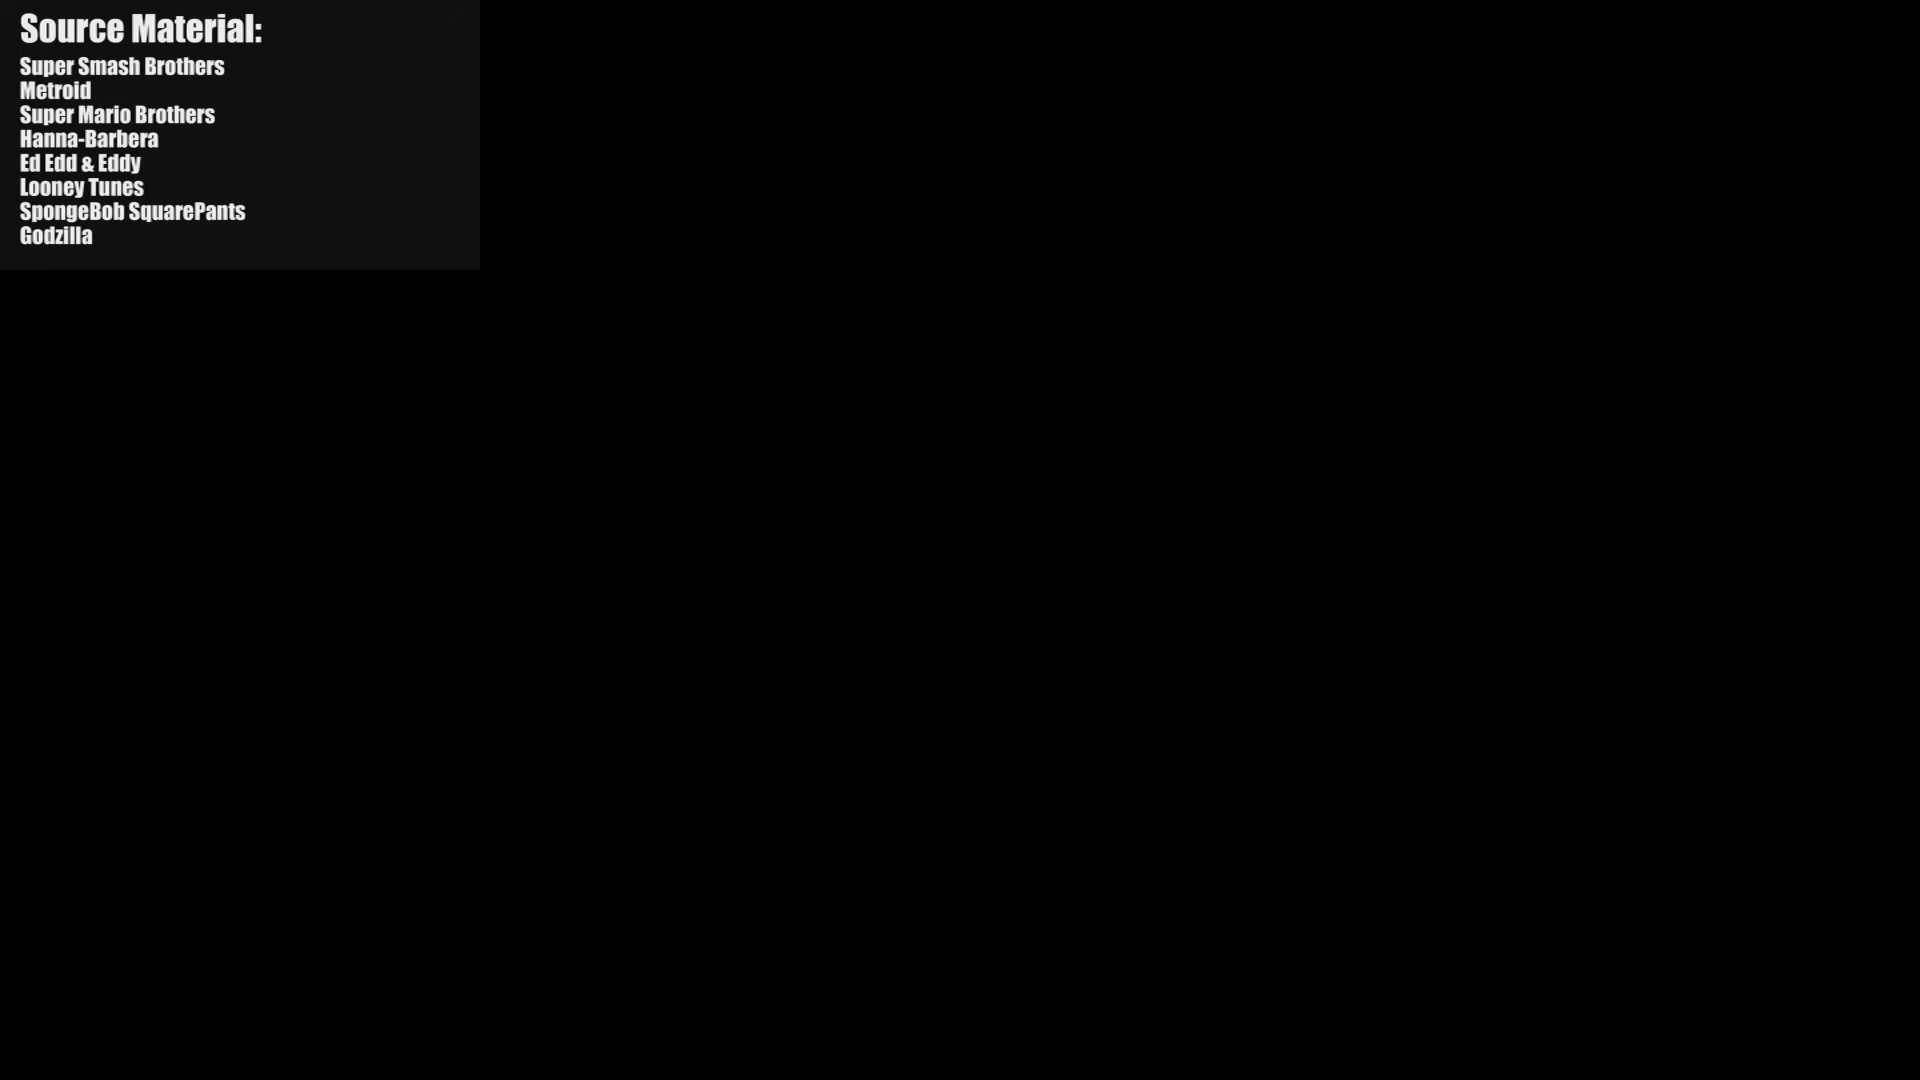 Source Material:
Super Smash Brothers
Metroid
Super Mario Brothers
Hanna-Barbera
Ed Edd & Eddy
Looney Tunes
SpongeBob SquarePants
Godzilla